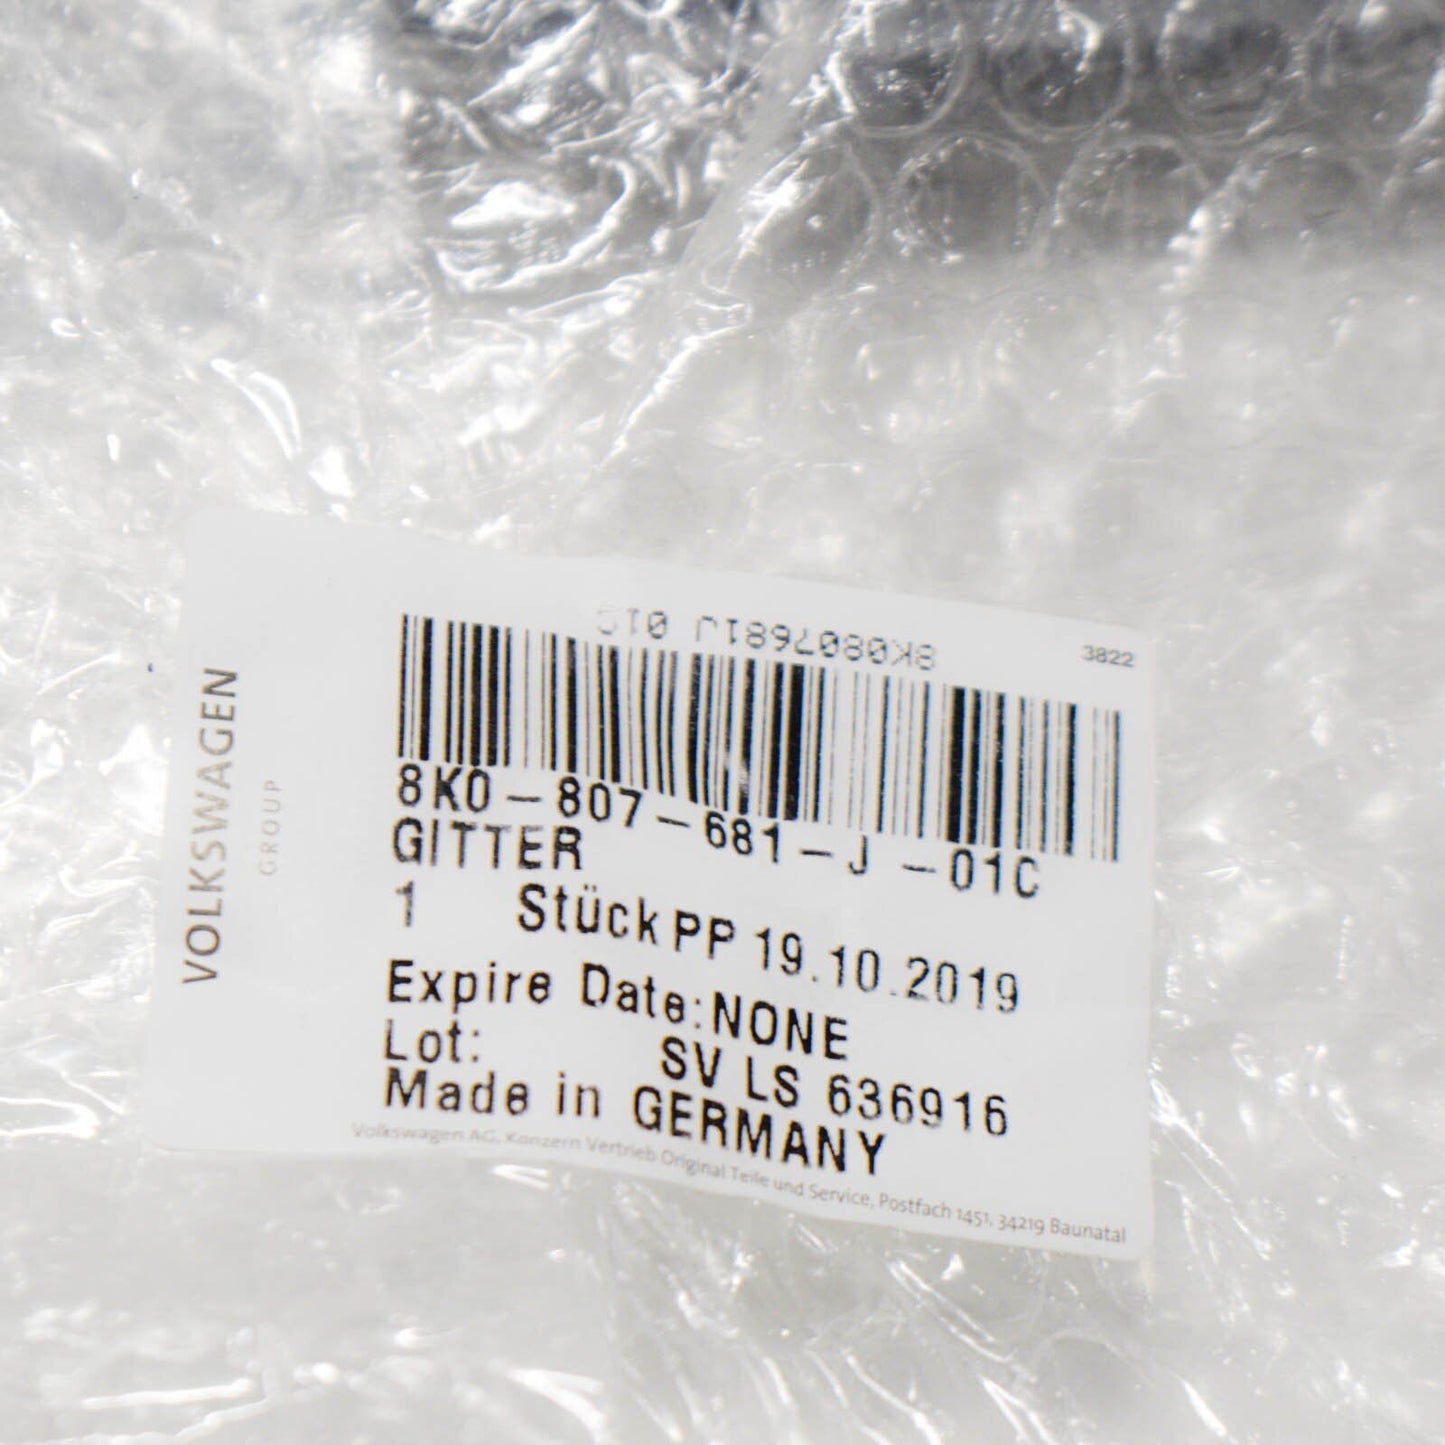 VOLKSWAGEN
GROUP
8K0807681J 01C
3822
8K0-807-681-J -01C
GITTER
1 Stück PP 19.10.2019
Expire Date:NONE
Lot: SV LS 636916
Made in GERMANY
Volkswagen AG, Konzern Vertrieb Original Teile und Service, Postfach 1451, 34219 Baunatal